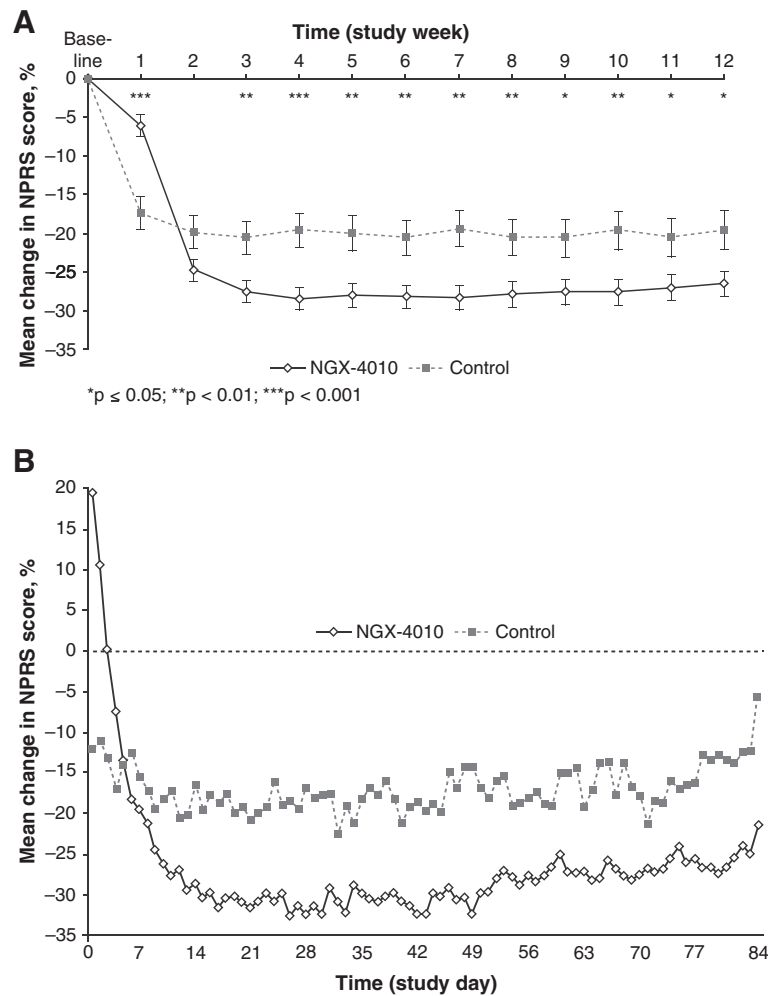 A
Time (study week)
Base-
line 1 2 3 4 5 6 7 8 9 10 11 12
Mean change in NPRS score, %
0
*** ** *** ** ** ** ** * ** * *
–5
–10
–15
–20
–25
–30
–35
NGX-4010 Control
*p ≤ 0.05; **p < 0.01; ***p < 0.001
B
Mean change in NPRS score, %
20
15
10
5
NGX-4010 Control
0
–5
–10
–15
–20
–25
–30
–35
0 7 14 21 28 35 42 49 56 63 70 77 84
Time (study day)